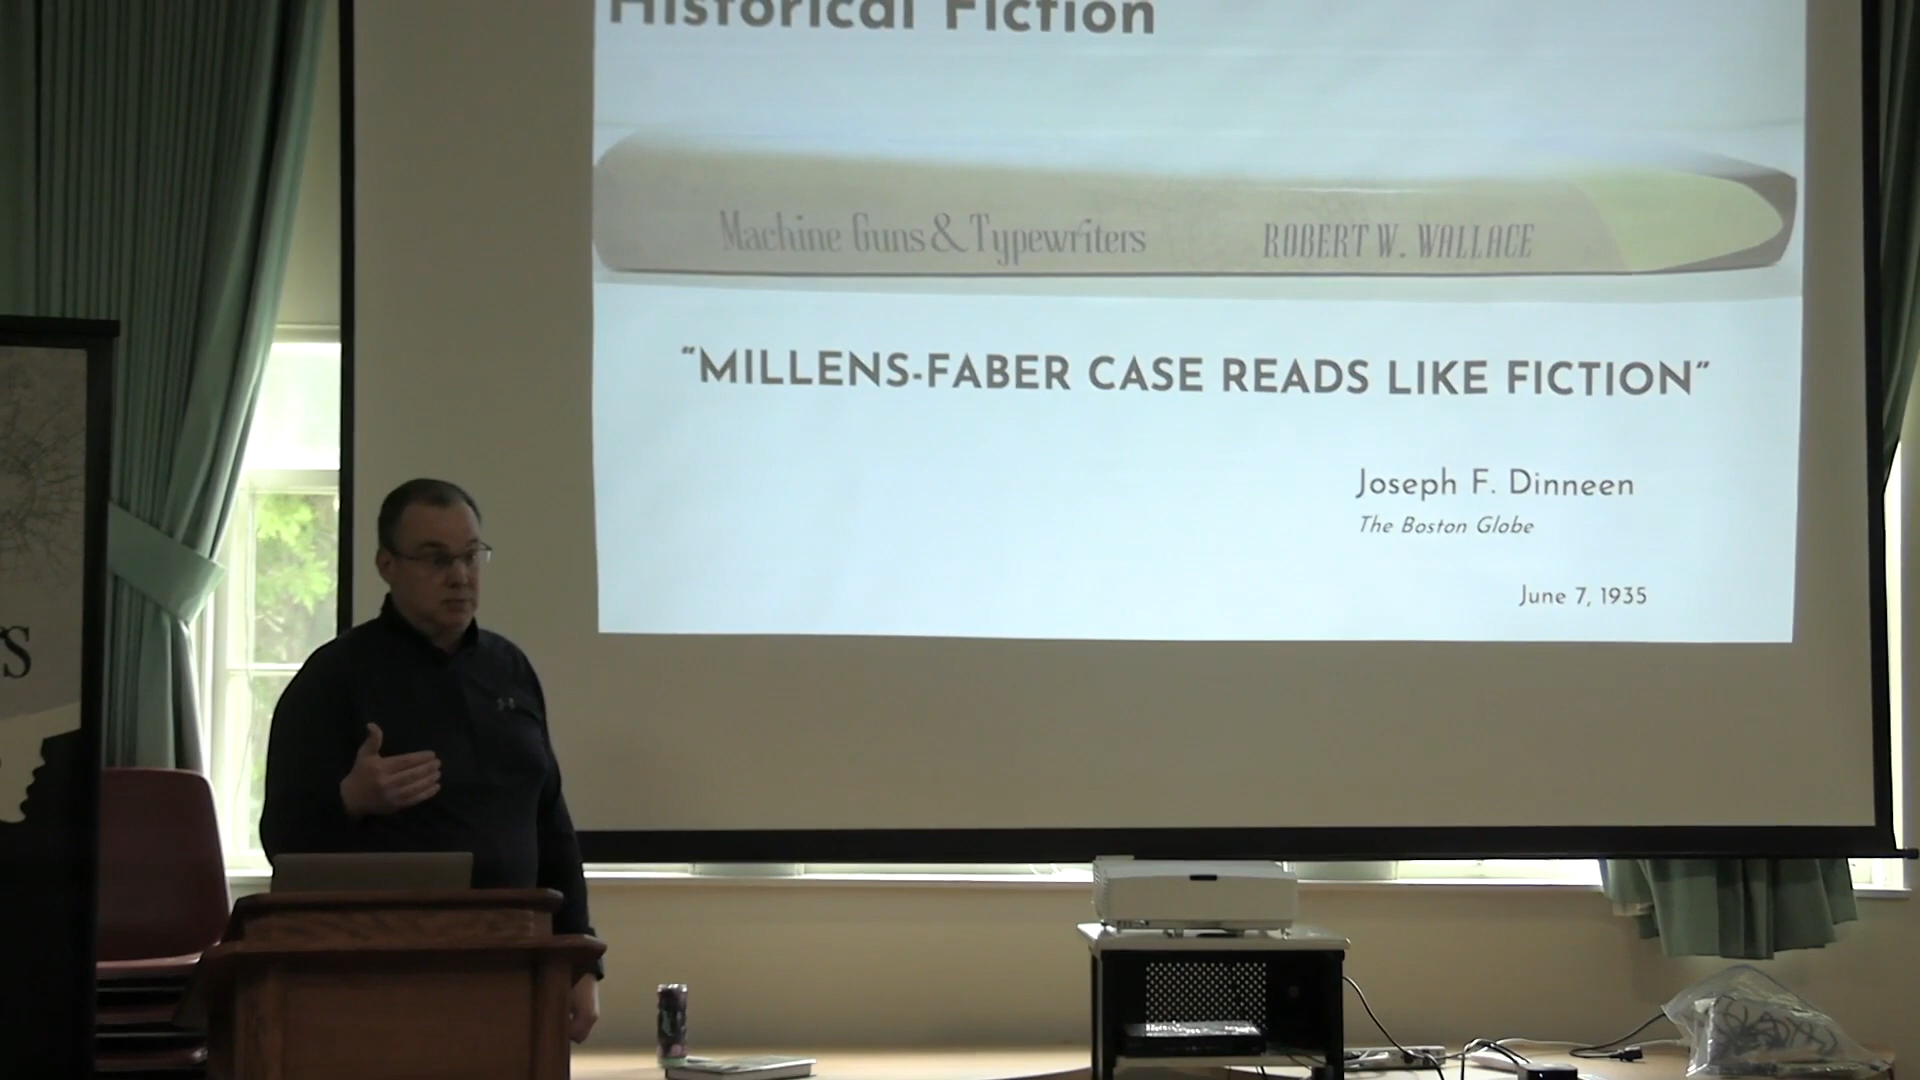 Historical Fiction
Machine Guns & Typewriters ROBERT W. WALLACE
“MILLENS-FABER CASE READS LIKE FICTION”
Joseph F. Dinneen
The Boston Globe
June 7, 1935